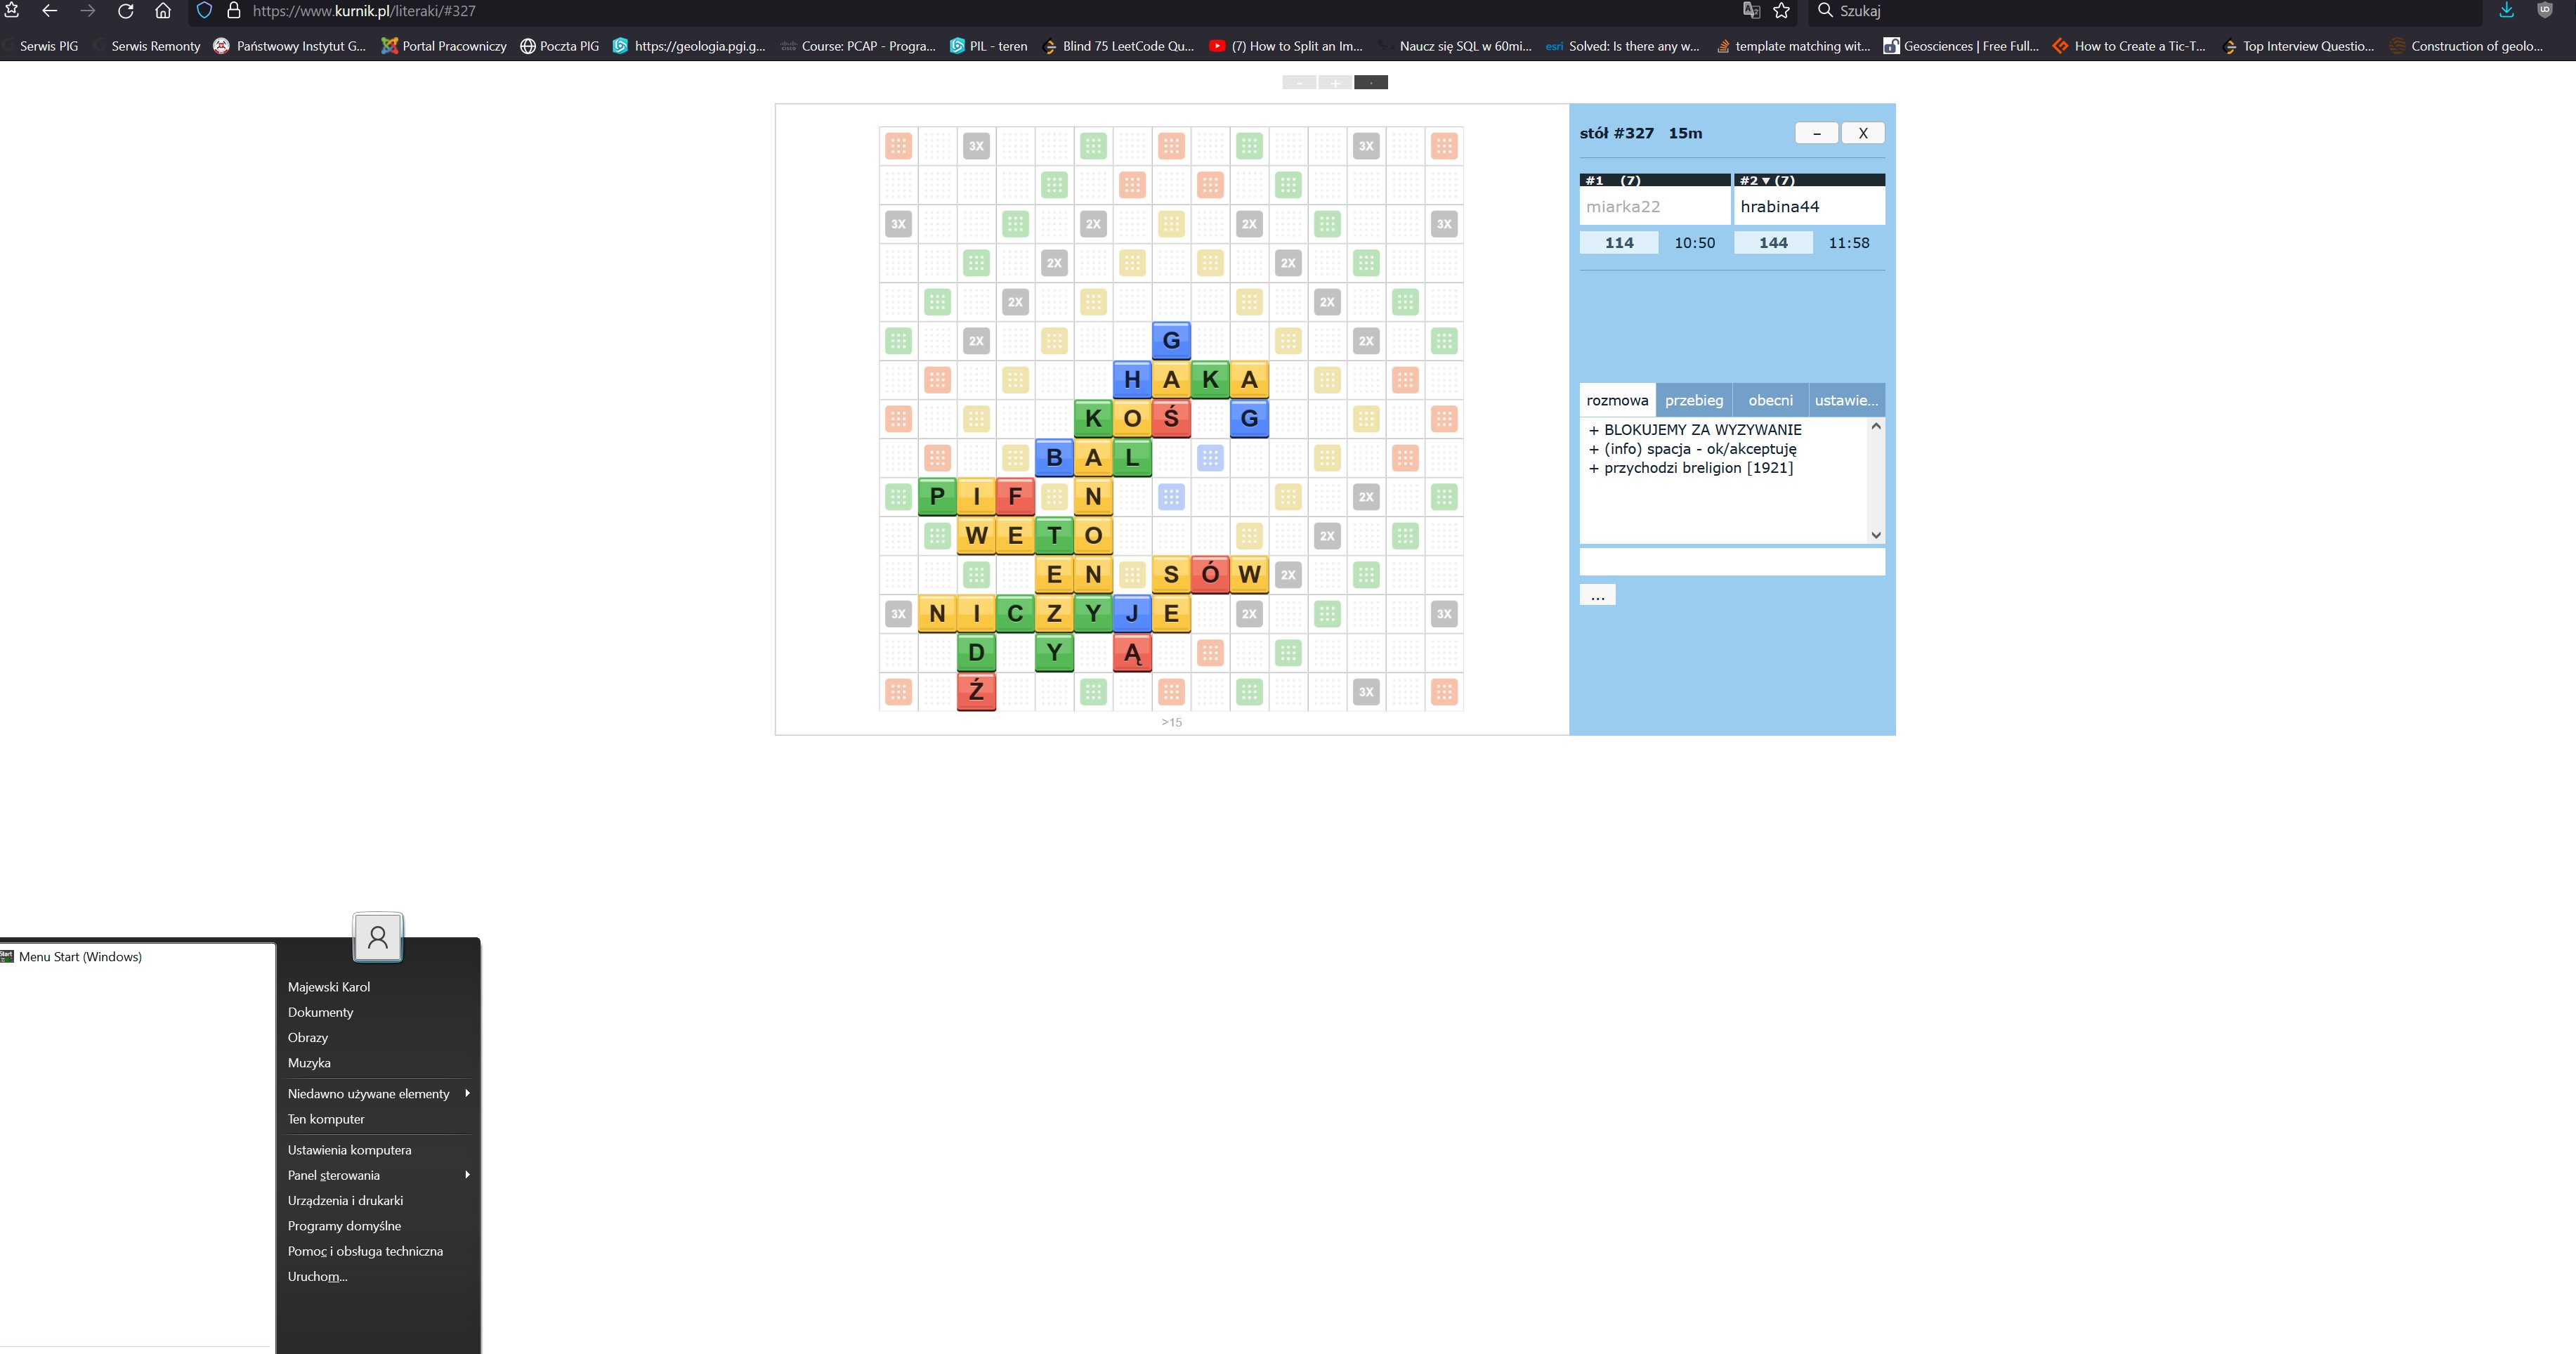 https://www.kurnik.pl/literaki/#327
Szukaj
Serwis PIG
Serwis Remonty
Państwowy Instytut G...
Portal Pracowniczy
Poczta PIG
https://geologia.pgi.g...
Course: PCAP - Progra...
PIL - teren
Blind 75 LeetCode Qu...
(7) How to Split an Im...
Naucz się SQL w 60mi...
esri Solved: Is there any w...
template matching wit...
Geosciences | Free Full...
How to Create a Tic-T...
Top Interview Questio...
Construction of geolo...
- + ·
3X 3X
3X 2X 2X 3X
2X 2X
2X 2X
2X G 2X
H A K A
K O Ś G
B A L
P I F N 2X
W E T O 2X
E N S Ó W 2X
3X N I C Z Y J E 2X 3X
D Y Ą
Ź 3X
>15
stół #327 15m
– X
#1 (7) #2 ▾ (7)
miarka22 hrabina44
114 10:50 144 11:58
rozmowa przebieg obecni ustawie...
+ BLOKUJEMY ZA WYZYWANIE
+ (info) spacja - ok/akceptuję
+ przychodzi breligion [1921]
...
Menu Start (Windows)
Majewski Karol
Dokumenty
Obrazy
Muzyka
Niedawno używane elementy
Ten komputer
Ustawienia komputera
Panel sterowania
Urządzenia i drukarki
Programy domyślne
Pomoc i obsługa techniczna
Uruchom...